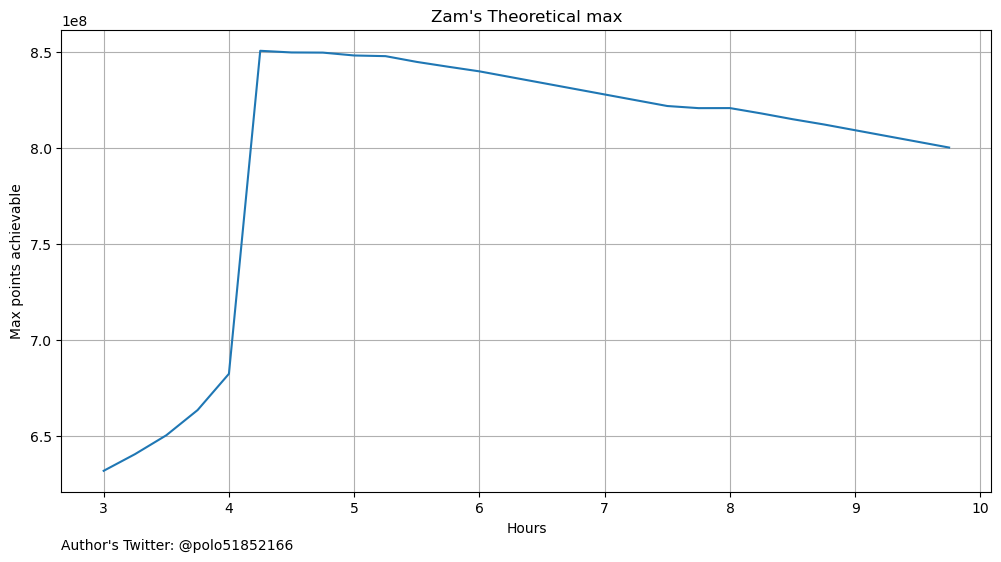 Zam's Theoretical max
1e8
8.5
8.0
7.5
7.0
6.5
Max points achievable
3 4 5 6 7 8 9 10
Hours
Author's Twitter: @polo51852166